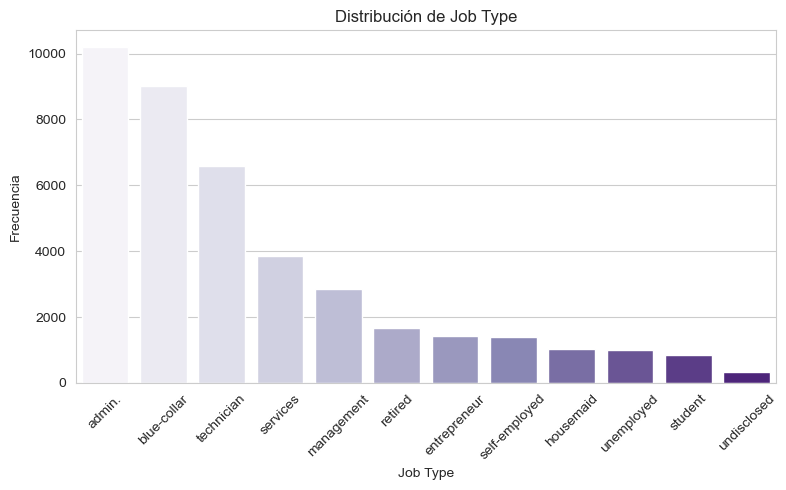 Distribución de Job Type
Frecuencia
10000
8000
6000
4000
2000
0
admin.
blue-collar
technician
services
management
retired
entrepreneur
self-employed
housemaid
unemployed
student
undisclosed
Job Type